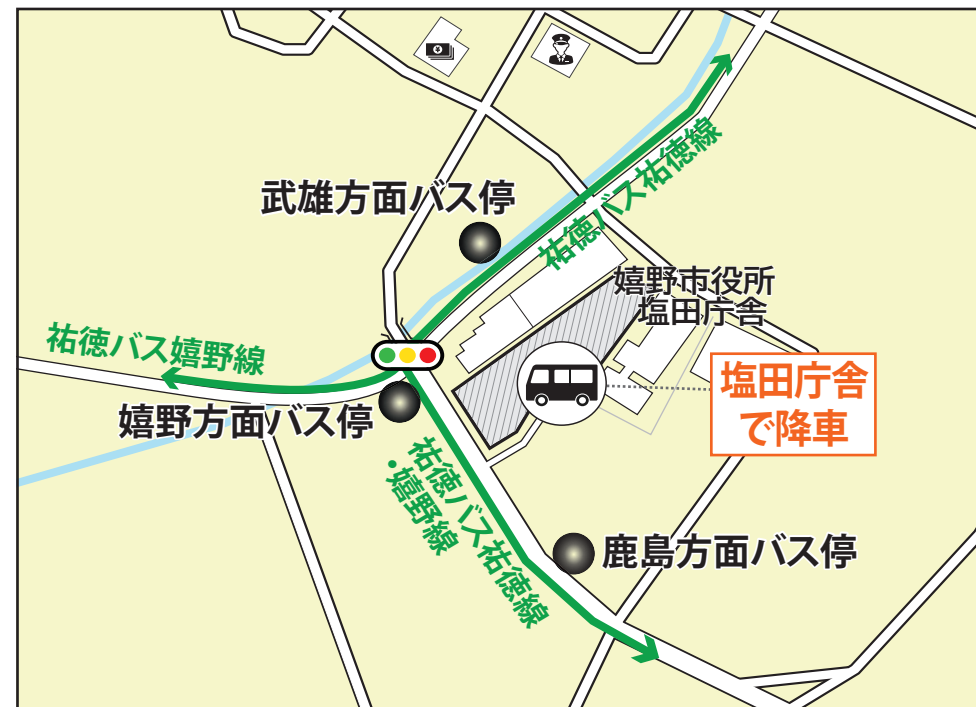 武雄方面バス停
祐徳バス祐徳線
嬉野市役所
塩田庁舎
祐徳バス嬉野線
嬉野方面バス停
塩田庁舎
で降車
祐徳バス祐徳線
・嬉野線
鹿島方面バス停